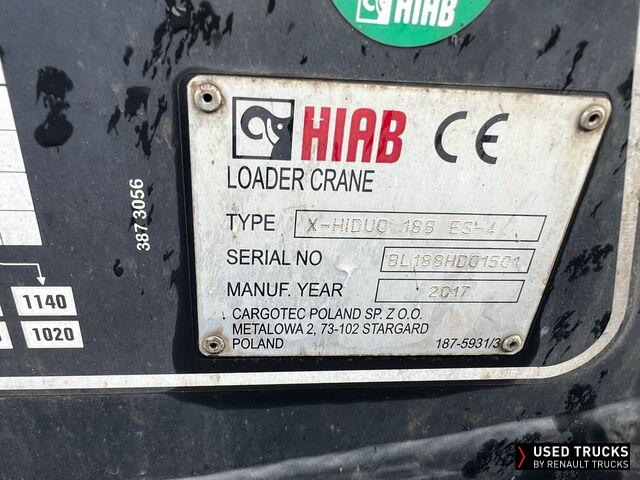 HIAB
HIAB CE
LOADER CRANE
TYPE X-HIDUO 188 ES-4
SERIAL NO BL188HD01501
MANUF. YEAR 2017
CARGOTEC POLAND SP. Z O.O.
METALOWA 2, 73-102 STARGARD
POLAND 187-5931/3
387 3056
1140
1020
USED TRUCKS
BY RENAULT TRUCKS